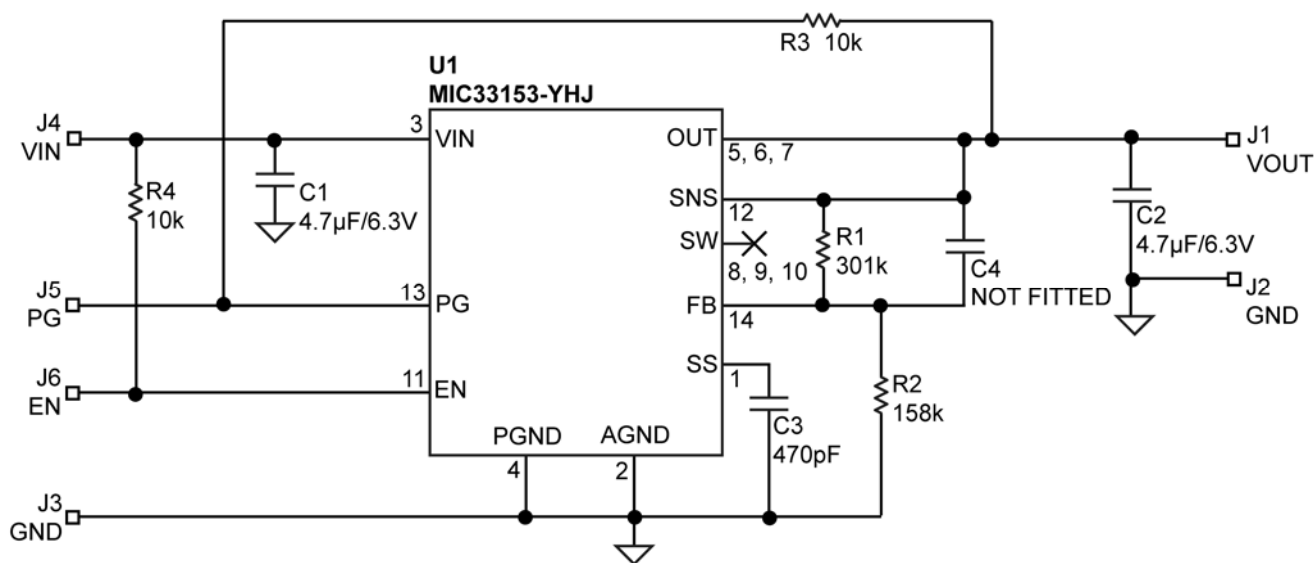 R3 10k
U1
MIC33153-YHJ
J4
VIN
3
VIN
OUT
5, 6, 7
J1
VOUT
R4
10k
C1
4.7µF/6.3V
SNS
12
SW
8, 9, 10
R1
301k
C4
NOT FITTED
C2
4.7µF/6.3V
J5
PG
13
PG
FB
14
J2
GND
J6
EN
11
EN
SS
1
R2
158k
C3
470pF
PGND
4
AGND
2
J3
GND